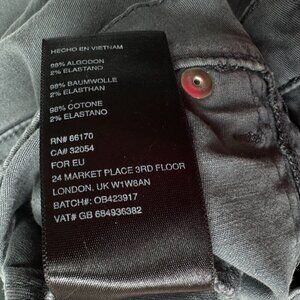 HECHO EN VIETNAM
98% ALGODON
2% ELASTANO
98% BAUMWOLLE
2% ELASTHAN
98% COTONE
2% ELASTANO
RN# 66170
CA# 32054
FOR EU
24 MARKET PLACE 3RD FLOOR
LONDON, UK W1W8AN
BATCH#: OB423917
VAT# GB 684936382